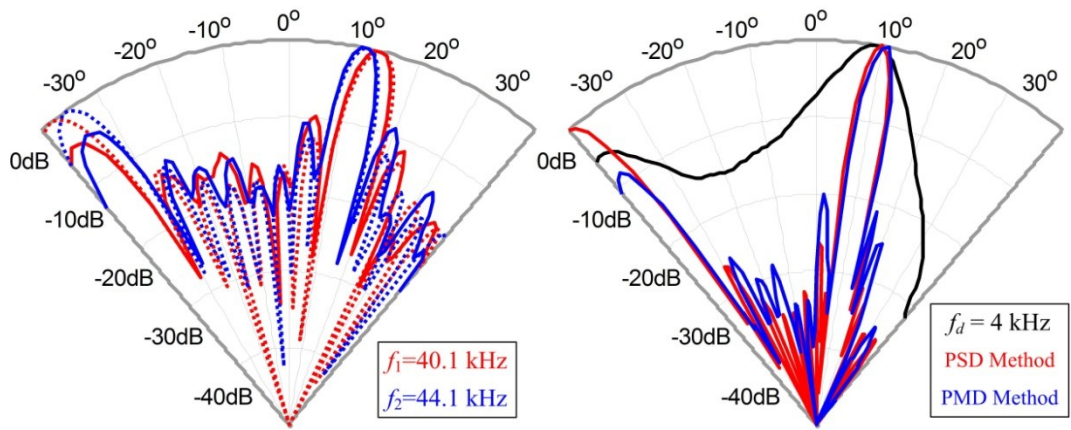 0°
-10°
10°
-20°
20°
-30°
30°
0dB
-10dB
-20dB
-30dB
-40dB
f₁=40.1 kHz
f₂=44.1 kHz
0°
-10°
10°
-20°
20°
-30°
30°
0dB
-10dB
-20dB
-30dB
-40dB
f_d = 4 kHz
PSD Method
PMD Method